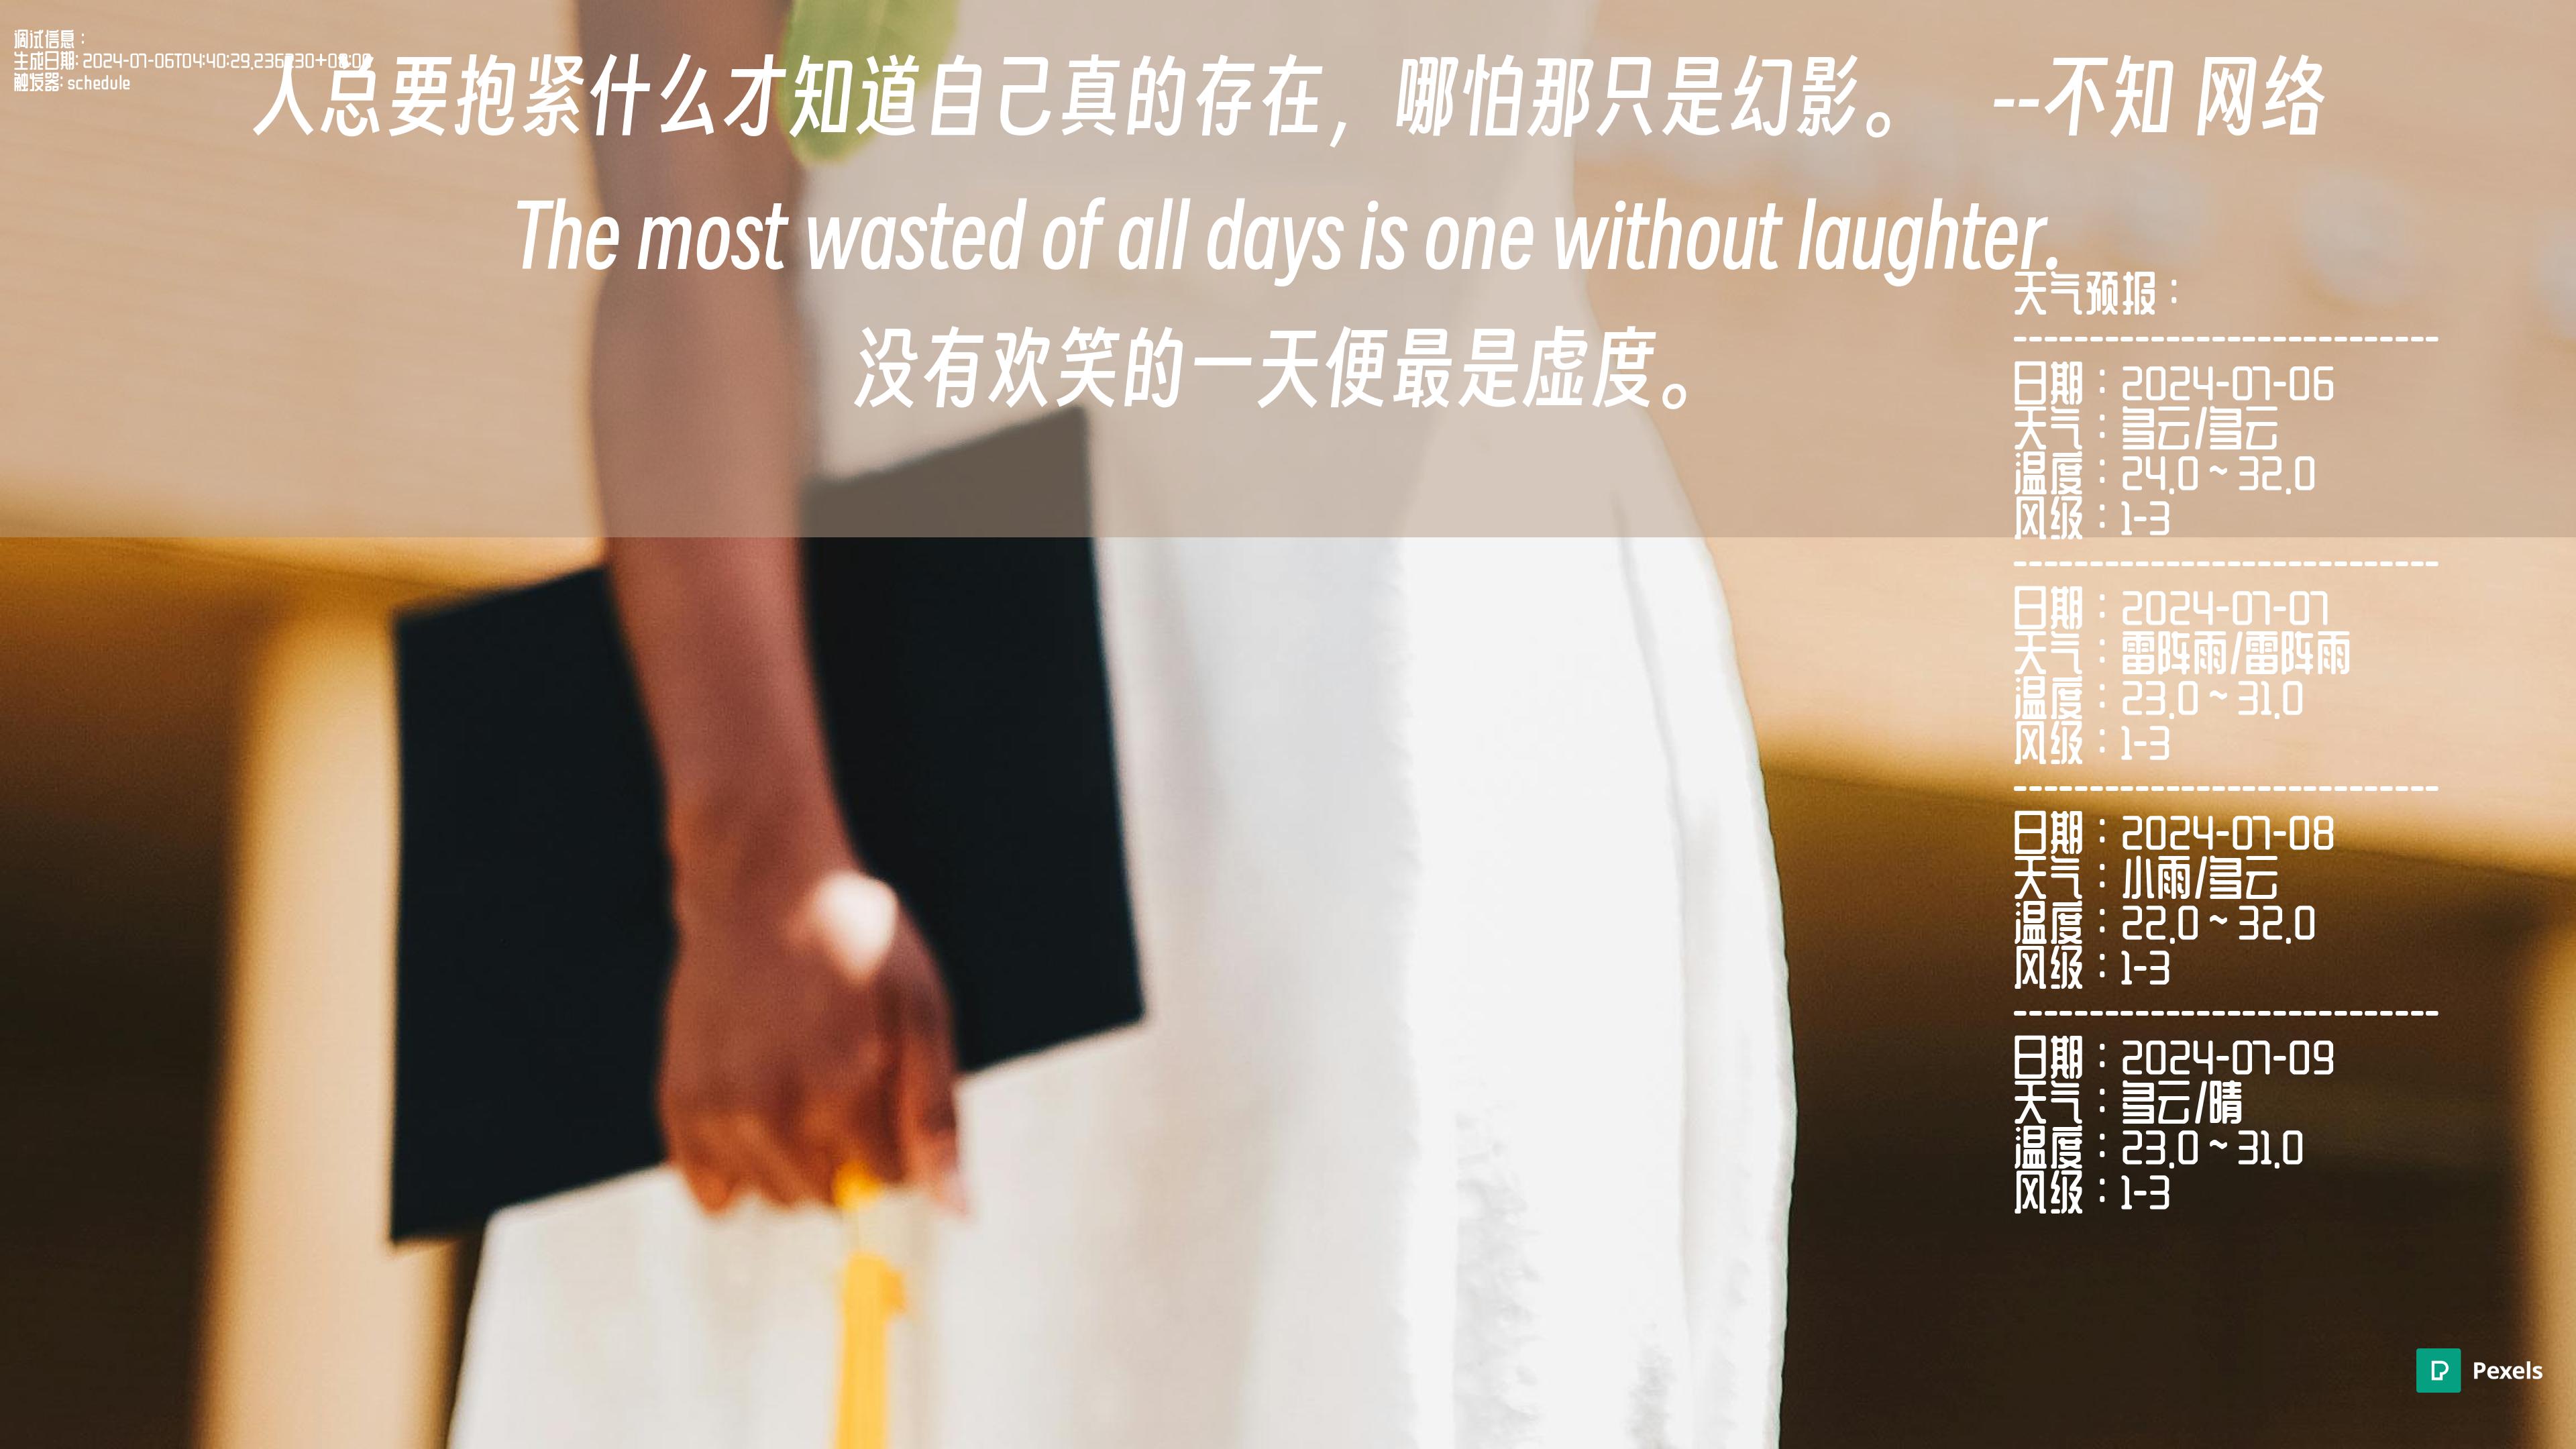 调试信息：
生成日期: 2024-07-06T04:40:29.236230+08:00
触发器: schedule
人总要抱紧什么才知道自己真的存在，哪怕那只是幻影。 --不知 网络
The most wasted of all days is one without laughter.
没有欢笑的一天便最是虚度。
天气预报：
----------------------------
日期：2024-07-06
天气：多云/多云
温度：24.0 ~ 32.0
风级：1-3
----------------------------
日期：2024-07-07
天气：雷阵雨/雷阵雨
温度：23.0 ~ 31.0
风级：1-3
----------------------------
日期：2024-07-08
天气：小雨/多云
温度：22.0 ~ 32.0
风级：1-3
----------------------------
日期：2024-07-09
天气：多云/晴
温度：23.0 ~ 31.0
风级：1-3
Pexels